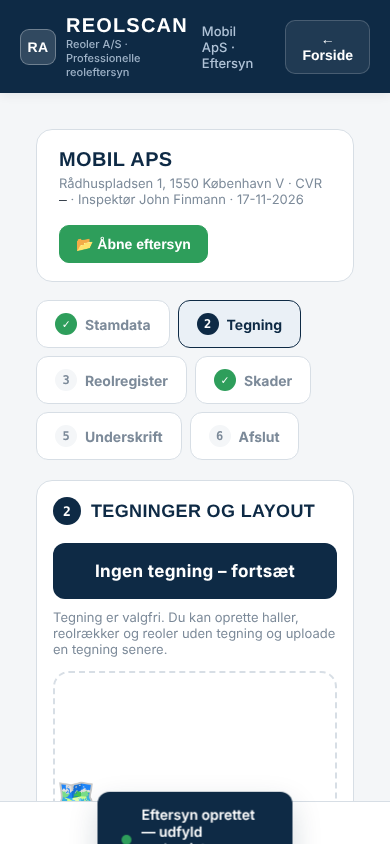 RA
REOLSCAN
Reoler A/S ·
Professionelle
reoleftersyn
Mobil
ApS ·
Eftersyn
←
Forside
MOBIL APS
Rådhuspladsen 1, 1550 København V · CVR
— · Inspektør John Finmann · 17-11-2026
📂 Åbne eftersyn
✓ Stamdata
2 Tegning
3 Reolregister
✓ Skader
5 Underskrift
6 Afslut
2 TEGNINGER OG LAYOUT
Ingen tegning – fortsæt
Tegning er valgfri. Du kan oprette haller,
reolrækker og reoler uden tegning og uploade
en tegning senere.
Eftersyn oprettet
— udfyld